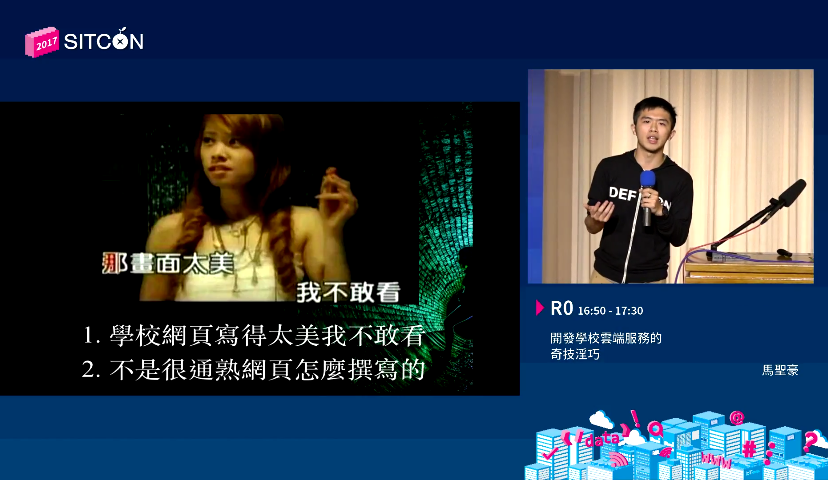 2017 SITCON
那畫面太美
我不敢看
1. 學校網頁寫得太美我不敢看
2. 不是很通熟網頁怎麼撰寫的
R0 16:50 - 17:30
開發學校雲端服務的
奇技淫巧
馬聖豪
data
www
@
#
?
!